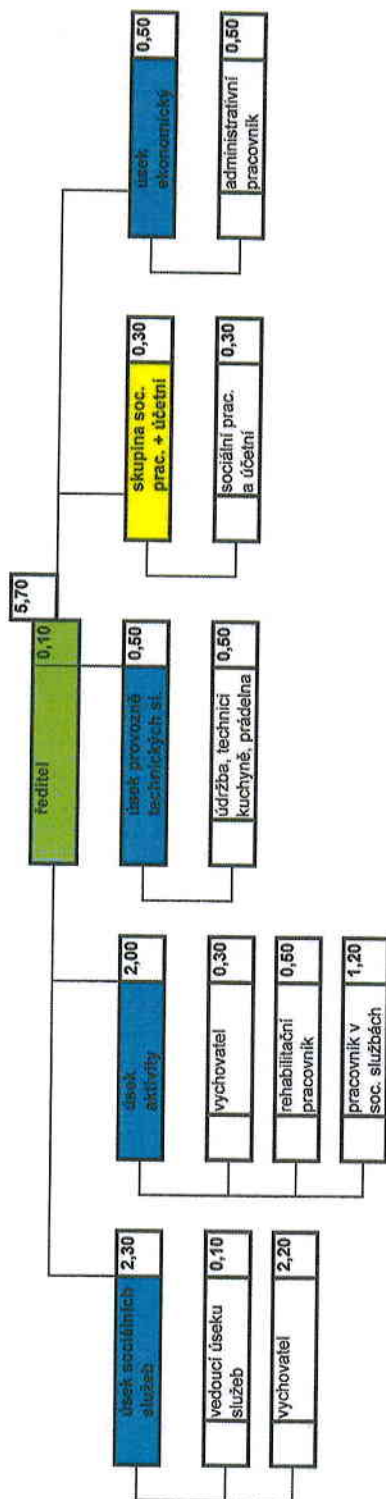 5,70
ředitel 0,10
úsek sociálních
služeb 2,30
vedoucí úseku
služeb 0,10
vychovatel 2,20
úsek
aktivity 2,00
vychovatel 0,30
rehabilitační
pracovník 0,50
pracovník v
soc. službách 1,20
úsek provozně
technických sl. 0,50
údržba, technici
kuchyně, prádelna 0,50
skupina soc.
prac. + účetní 0,30
sociální prac.
a účetní 0,30
úsek
ekonomický 0,50
administrativní
pracovník 0,50